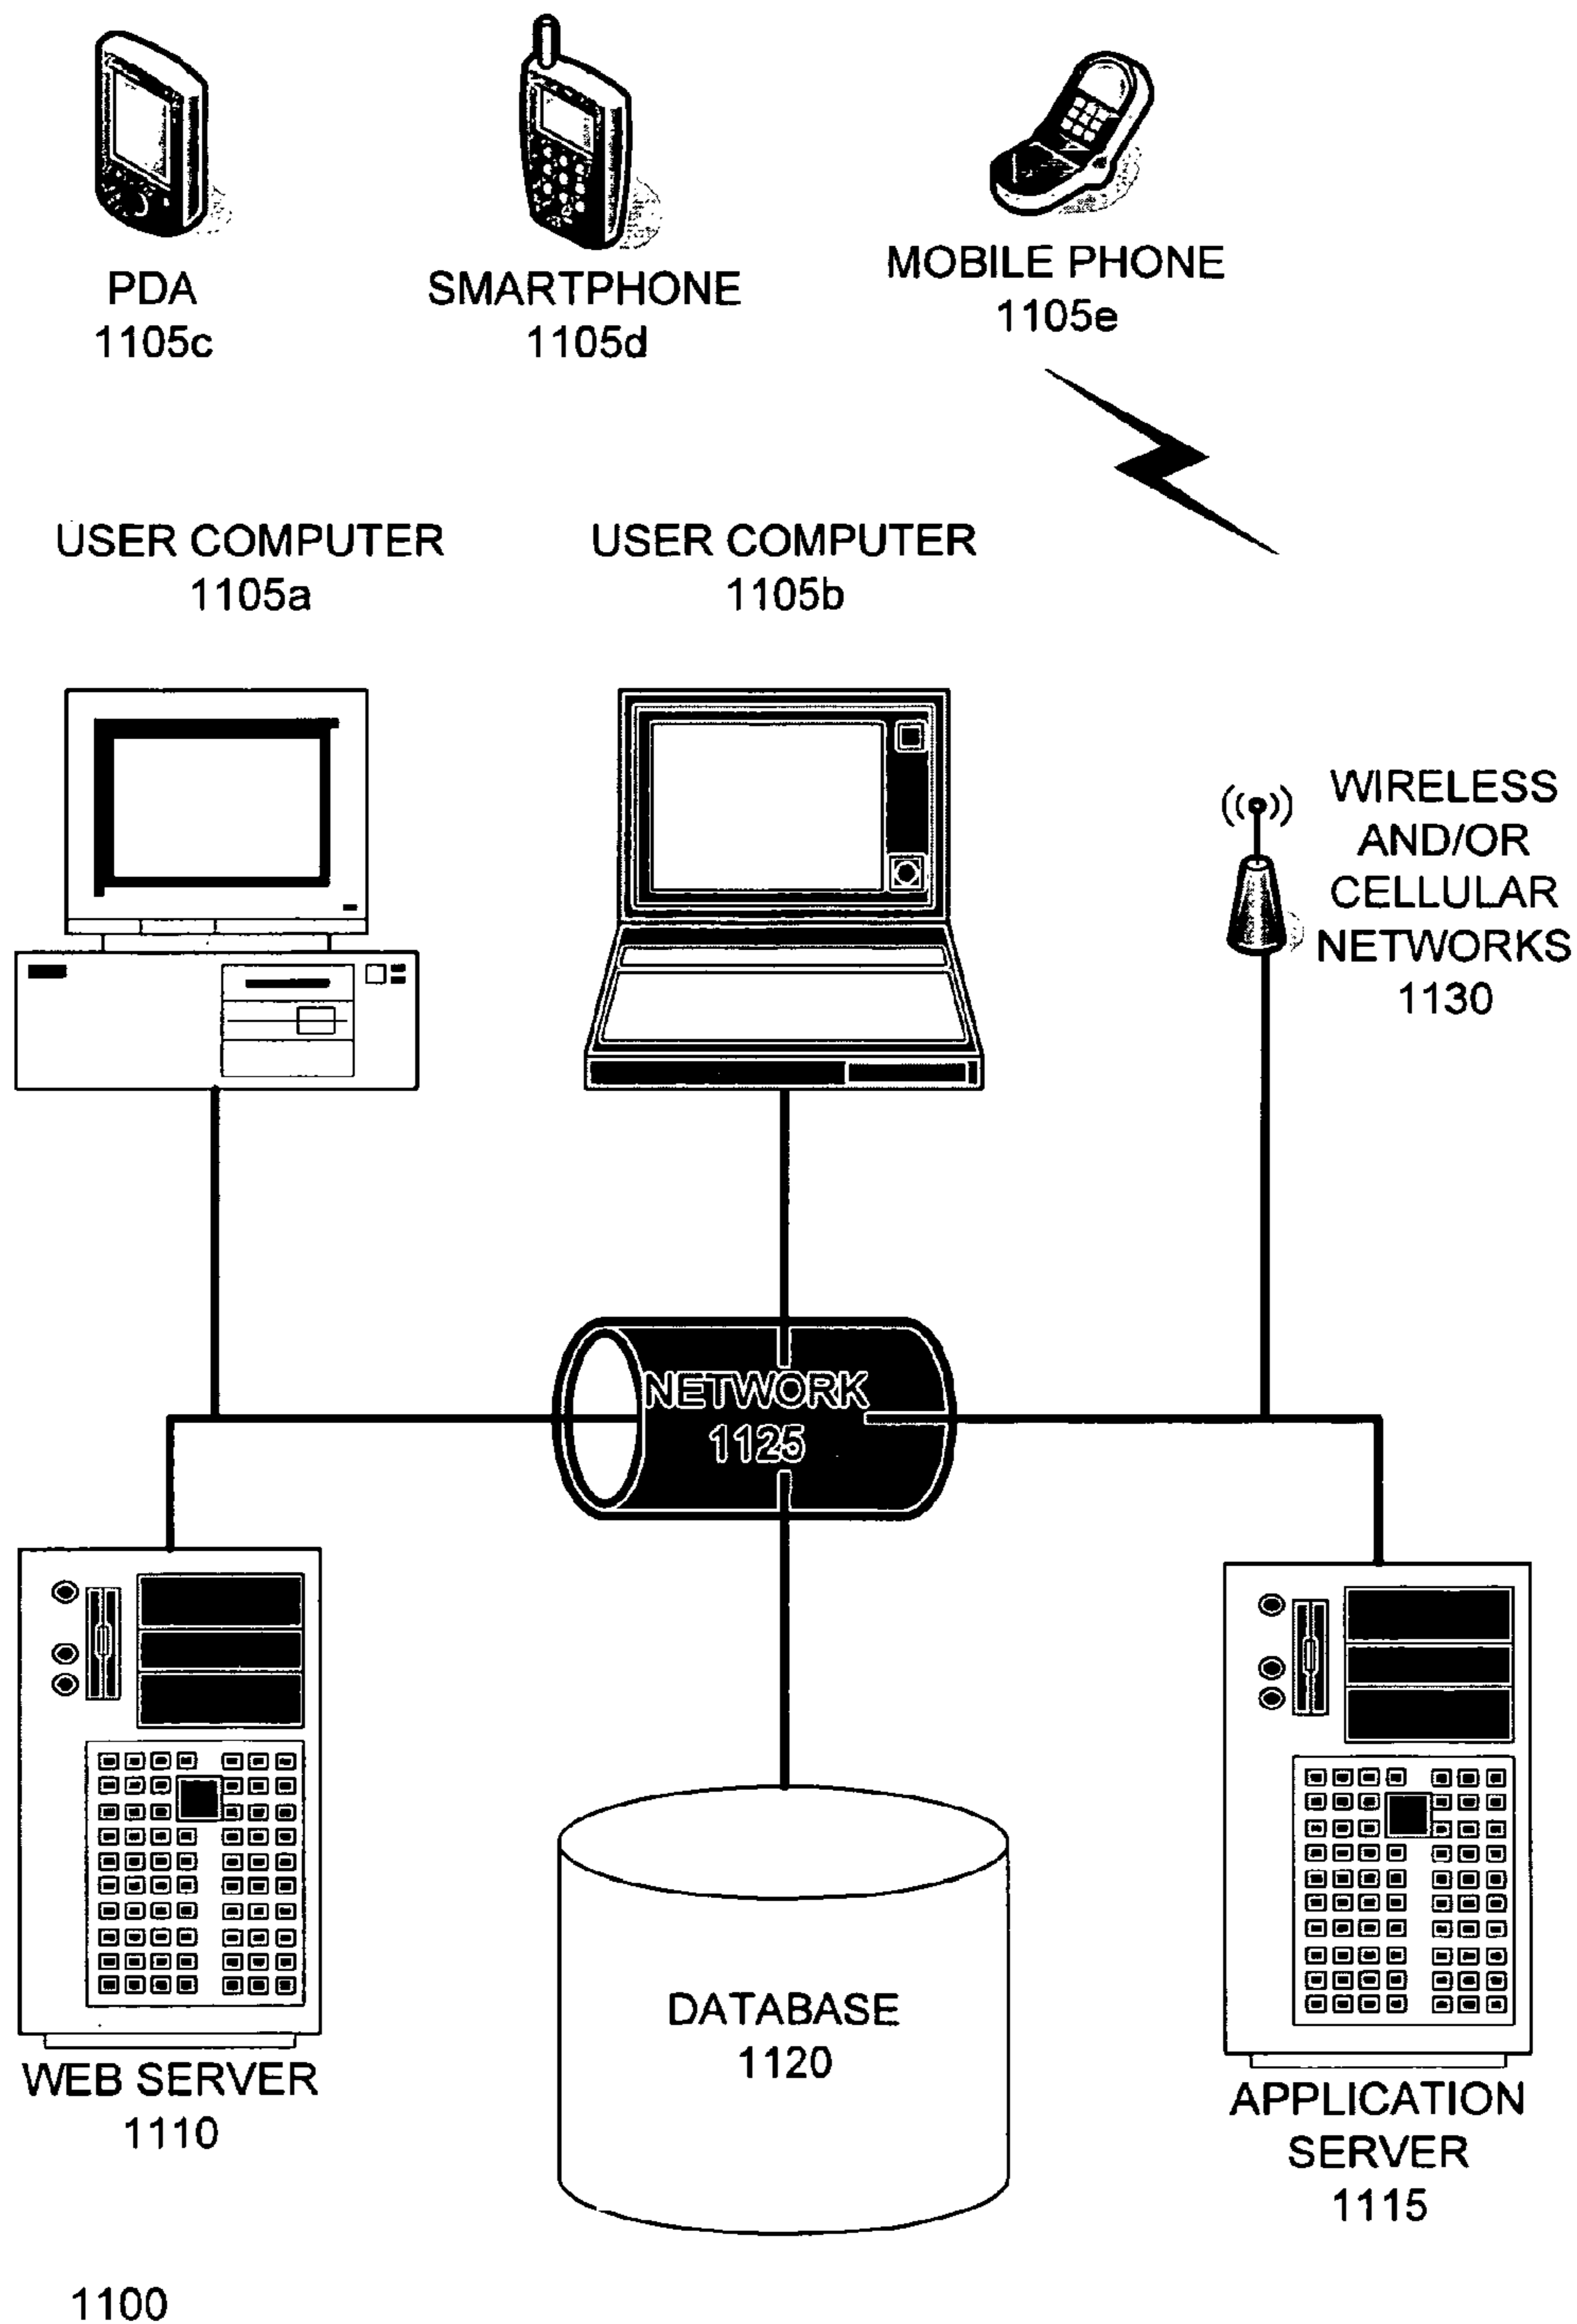 PDA
1105c
SMARTPHONE
1105d
MOBILE PHONE
1105e
USER COMPUTER
1105a
USER COMPUTER
1105b
WIRELESS
AND/OR
CELLULAR
NETWORKS
1130
NETWORK
1125
WEB SERVER
1110
DATABASE
1120
APPLICATION
SERVER
1115
1100